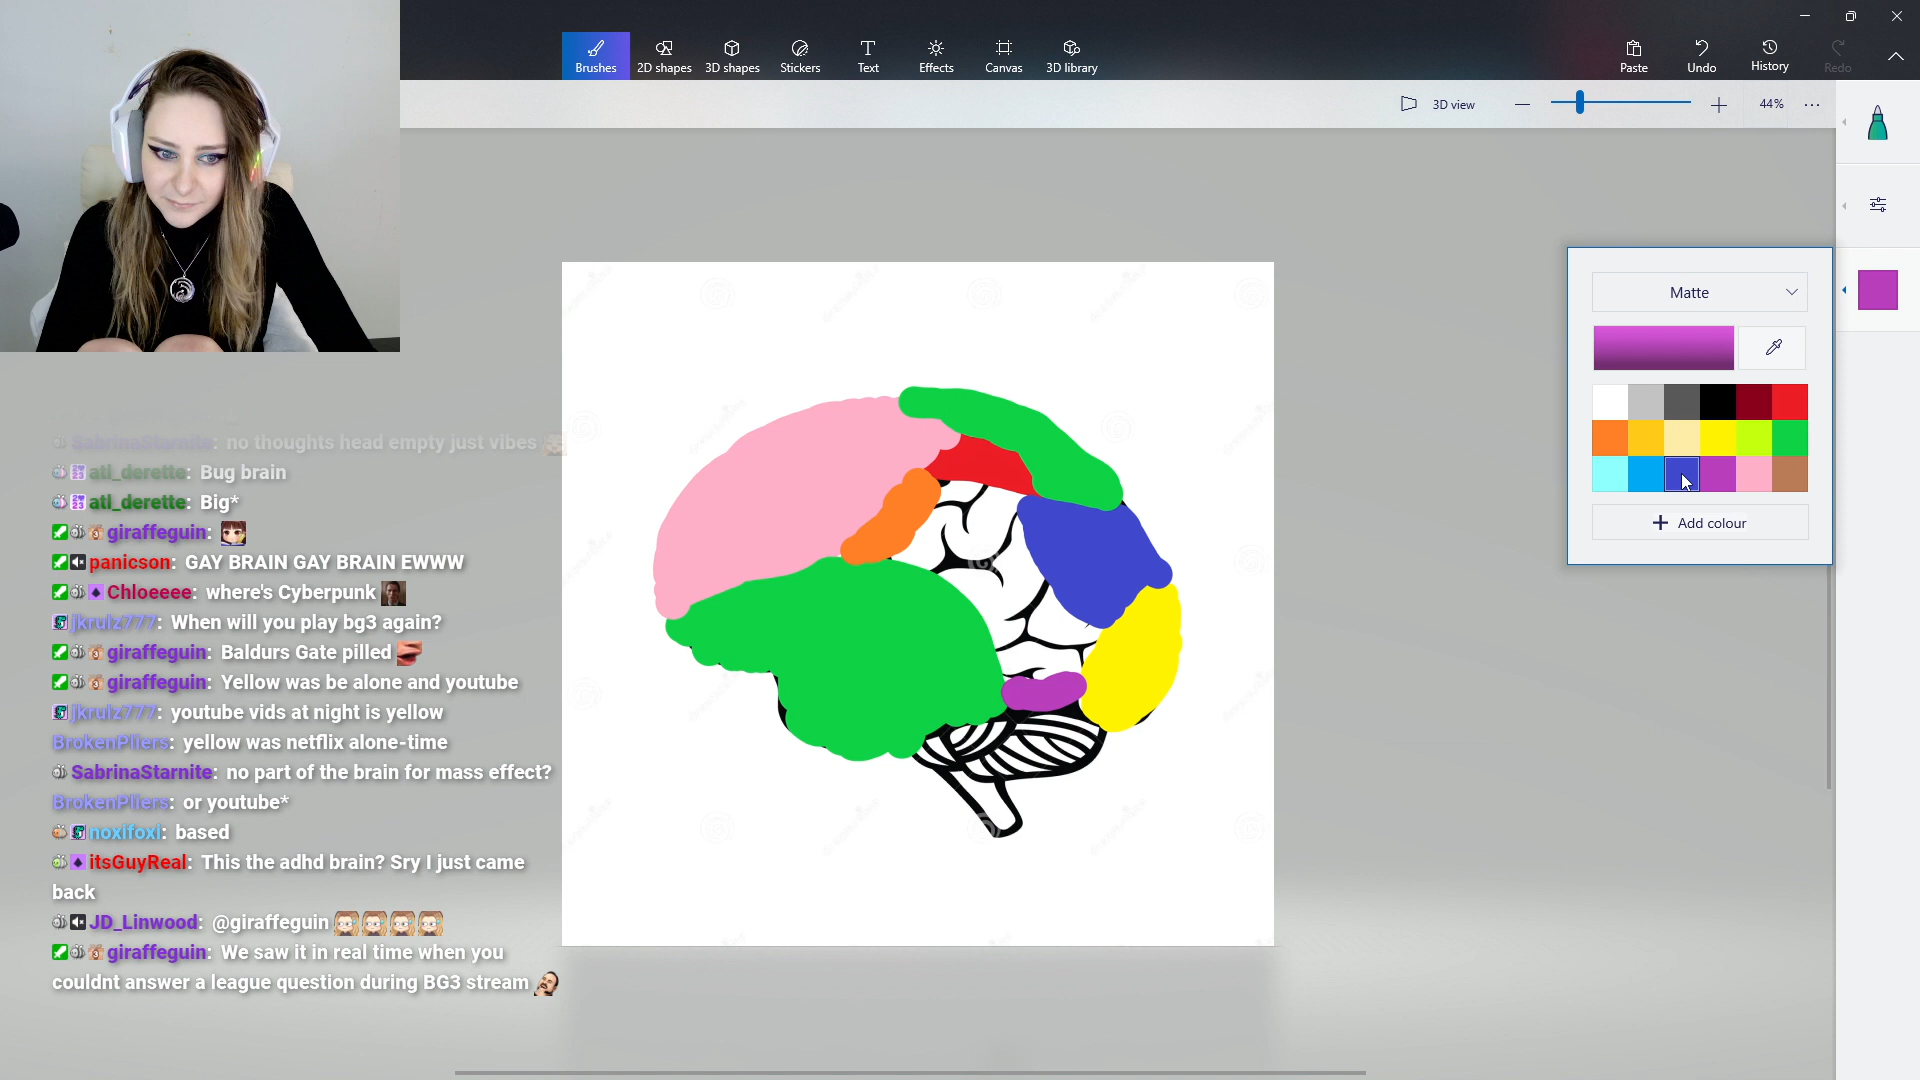 Brushes
2D shapes
3D shapes
Stickers
Text
Effects
Canvas
3D library
Paste
Undo
History
Redo
3D view
44%
Matte
Add colour
SabrinaStarnite: no thoughts head empty just vibes
atl_derette: Bug brain
atl_derette: Big*
giraffeguin:
panicson: GAY BRAIN GAY BRAIN EWWW
Chloeeee: where's Cyberpunk
jkrulz777: When will you play bg3 again?
giraffeguin: Baldurs Gate pilled
giraffeguin: Yellow was be alone and youtube
jkrulz777: youtube vids at night is yellow
BrokenPliers: yellow was netflix alone-time
SabrinaStarnite: no part of the brain for mass effect?
BrokenPliers: or youtube*
noxifoxi: based
itsGuyReal: This the adhd brain? Sry I just came
back
JD_Linwood: @giraffeguin
giraffeguin: We saw it in real time when you
couldnt answer a league question during BG3 stream